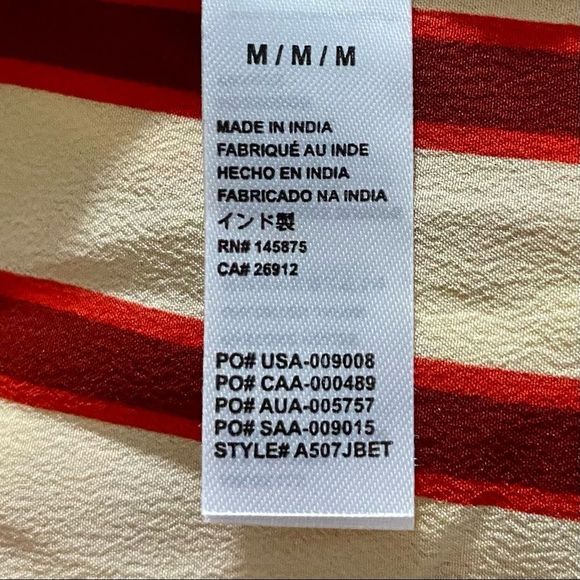 M / M / M
MADE IN INDIA
FABRIQUÉ AU INDE
HECHO EN INDIA
FABRICADO NA INDIA
インド製
RN# 145875
CA# 26912
PO# USA-009008
PO# CAA-000489
PO# AUA-005757
PO# SAA-009015
STYLE# A507JBET